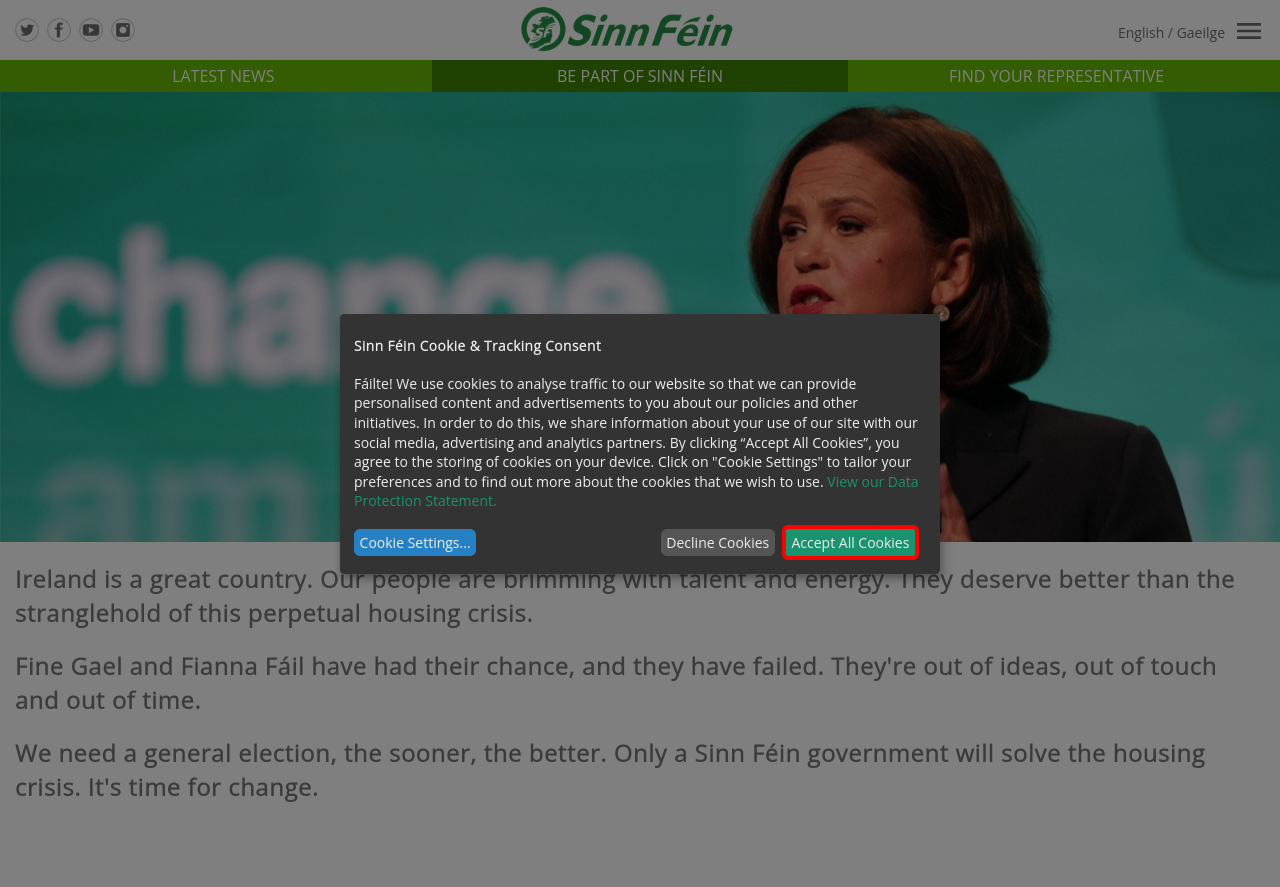 Sinn Féin
English / Gaeilge
LATEST NEWS
BE PART OF SINN FÉIN
FIND YOUR REPRESENTATIVE
change
am
Sinn Féin Cookie & Tracking Consent
Fáilte! We use cookies to analyse traffic to our website so that we can provide
personalised content and advertisements to you about our policies and other
initiatives. In order to do this, we share information about your use of our site with our
social media, advertising and analytics partners. By clicking “Accept All Cookies”, you
agree to the storing of cookies on your device. Click on "Cookie Settings" to tailor your
preferences and to find out more about the cookies that we wish to use. View our Data
Protection Statement.
Cookie Settings...
Decline Cookies
Accept All Cookies
Ireland is a great country. Our people are brimming with talent and energy. They deserve better than the
stranglehold of this perpetual housing crisis.
Fine Gael and Fianna Fáil have had their chance, and they have failed. They're out of ideas, out of touch
and out of time.
We need a general election, the sooner, the better. Only a Sinn Féin government will solve the housing
crisis. It's time for change.